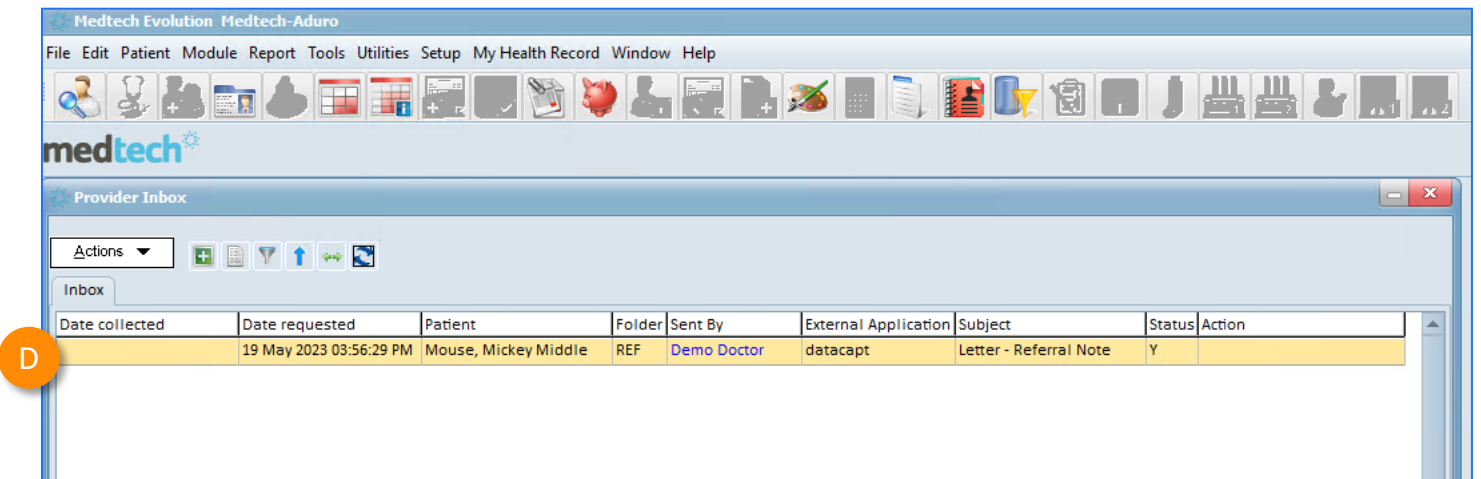 Medtech Evolution Medtech-Aduro
File Edit Patient Module Report Tools Utilities Setup My Health Record Window Help
medtech
Provider Inbox
Actions
Inbox
Date collected Date requested Patient Folder Sent By External Application Subject Status Action
D
19 May 2023 03:56:29 PM Mouse, Mickey Middle REF Demo Doctor datacapt Letter - Referral Note Y